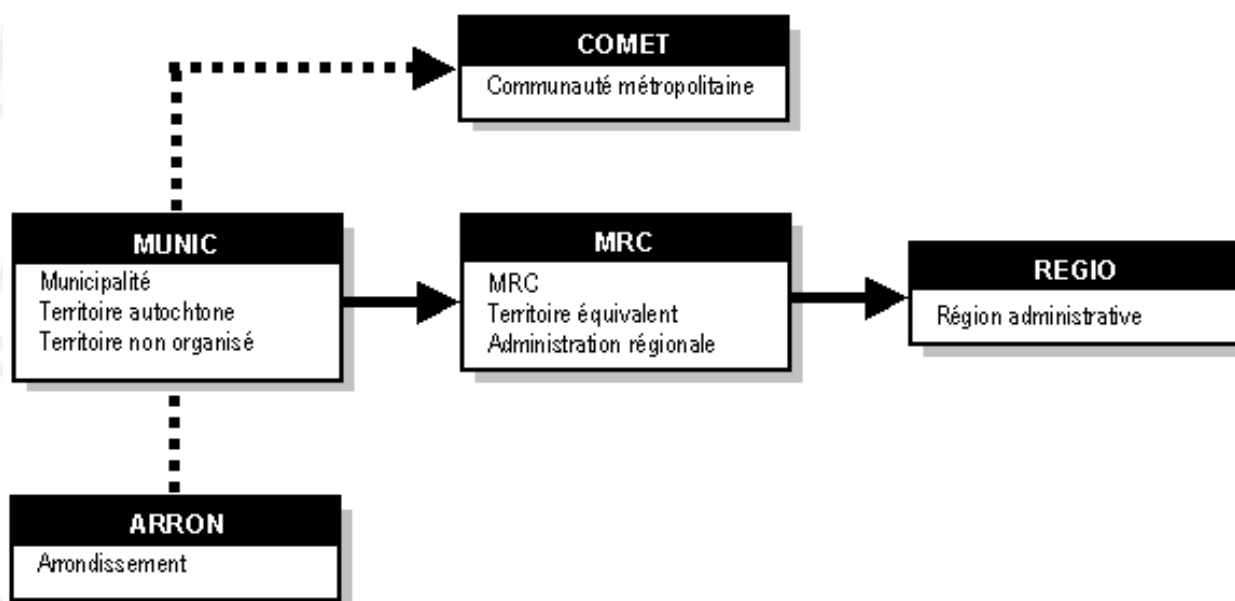 COMET
Communauté métropolitaine
MUNIC
Municipalité
Territoire autochtone
Territoire non organisé
MRC
MRC
Territoire équivalent
Administration régionale
REGIO
Région administrative
ARRON
Arrondissement